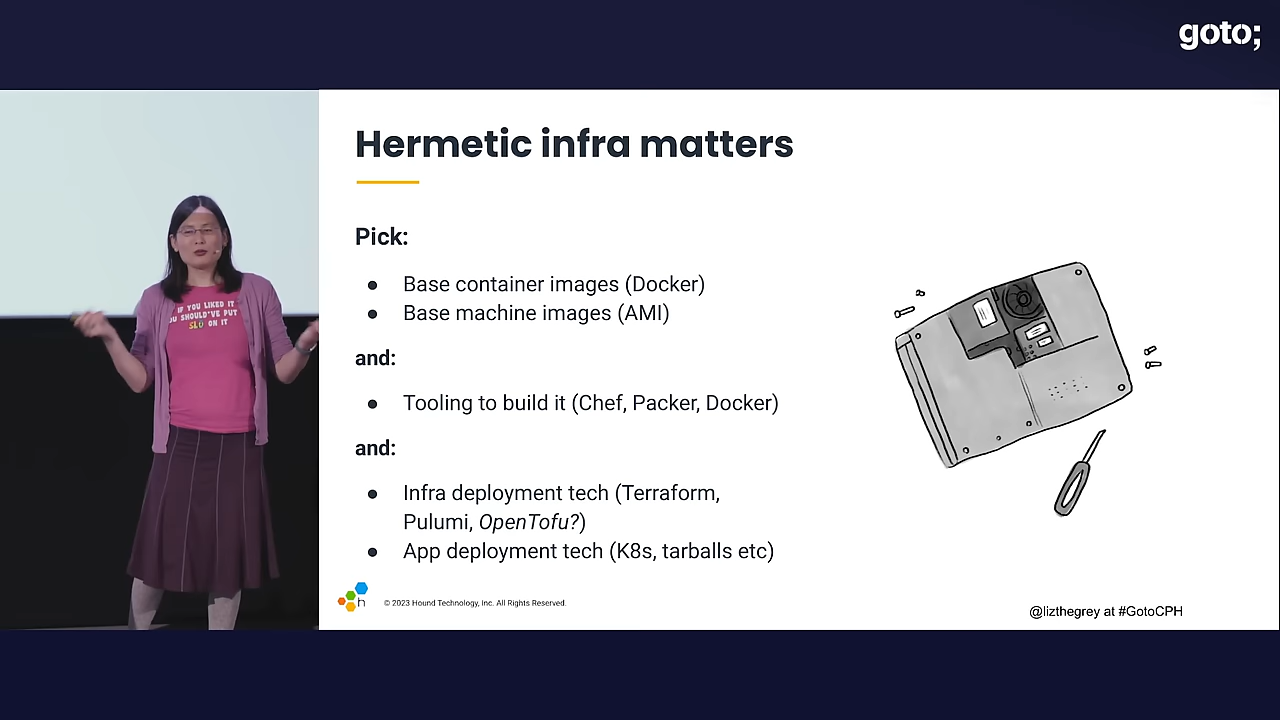 goto;
Hermetic infra matters
Pick:
● Base container images (Docker)
● Base machine images (AMI)
and:
● Tooling to build it (Chef, Packer, Docker)
and:
● Infra deployment tech (Terraform,
Pulumi, OpenTofu?)
● App deployment tech (K8s, tarballs etc)
h
© 2023 Hound Technology, Inc. All Rights Reserved.
@lizthegrey at #GotoCPH
IF YOU LIKED IT
YOU SHOULD'VE PUT
SLO ON IT